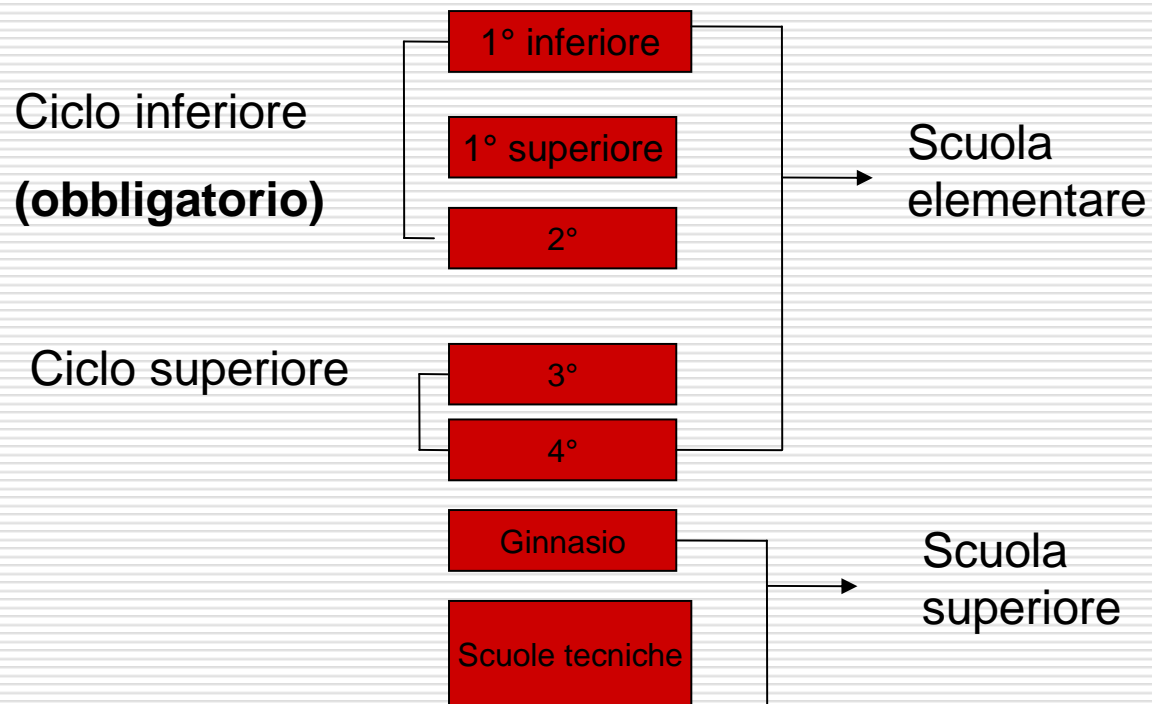 1° inferiore
Ciclo inferiore
(obbligatorio)
1° superiore
2°
Scuola
elementare
Ciclo superiore
3°
4°
Ginnasio
Scuola
superiore
Scuole tecniche